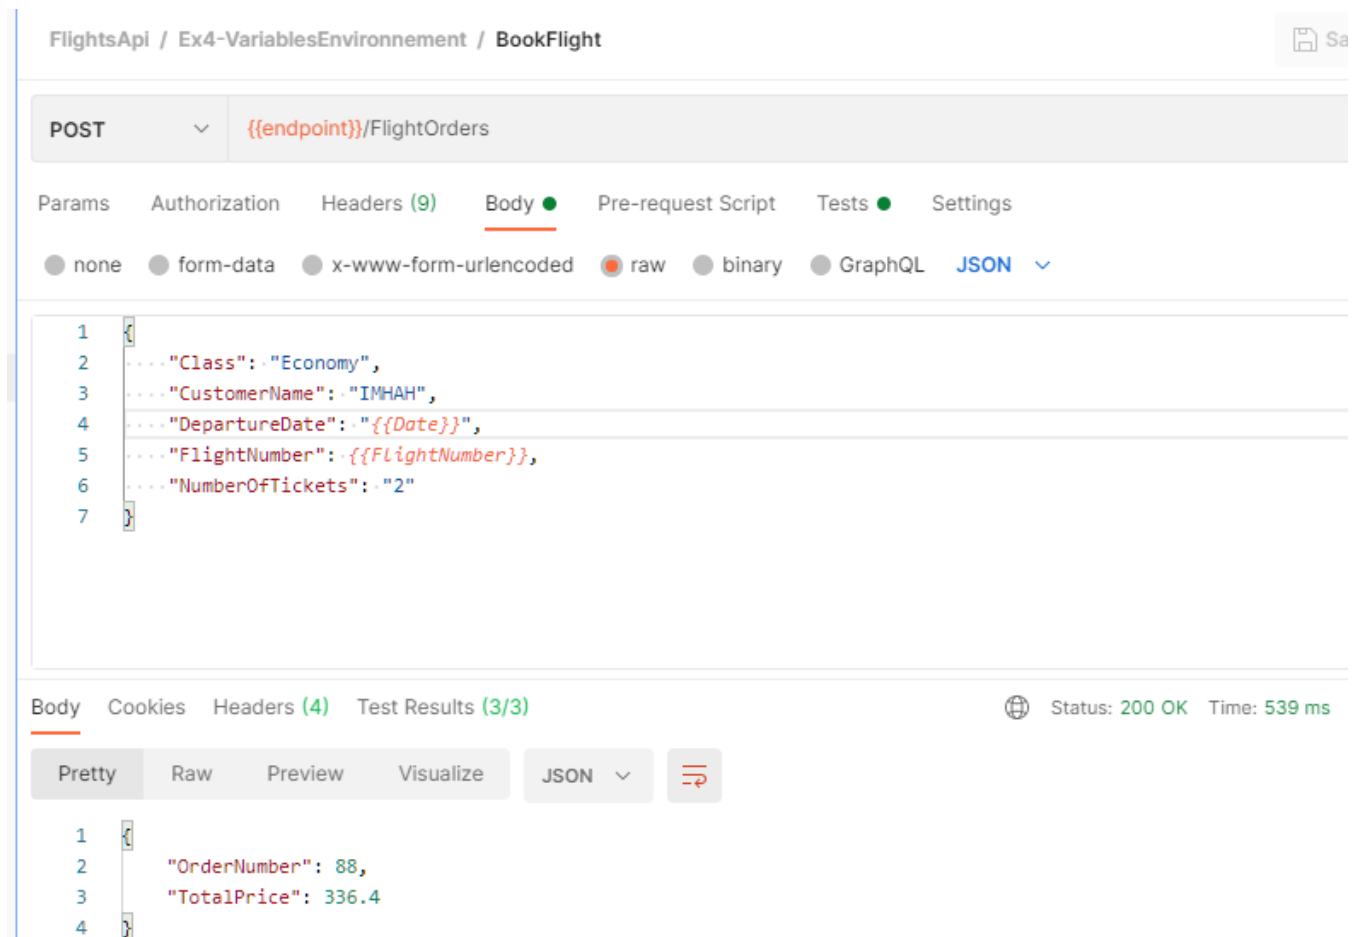 FlightsApi / Ex4-VariablesEnvironnement / BookFlight
Sa
POST {{endpoint}}/FlightOrders
Params Authorization Headers (9) Body Pre-request Script Tests Settings
none form-data x-www-form-urlencoded raw binary GraphQL JSON
1 {
2 "Class": "Economy",
3 "CustomerName": "IMHAH",
4 "DepartureDate": "{{Date}}",
5 "FlightNumber": {{FlightNumber}},
6 "NumberOfTickets": "2"
7 }
Body Cookies Headers (4) Test Results (3/3) Status: 200 OK Time: 539 ms
Pretty Raw Preview Visualize JSON
1 {
2 "OrderNumber": 88,
3 "TotalPrice": 336.4
4 }